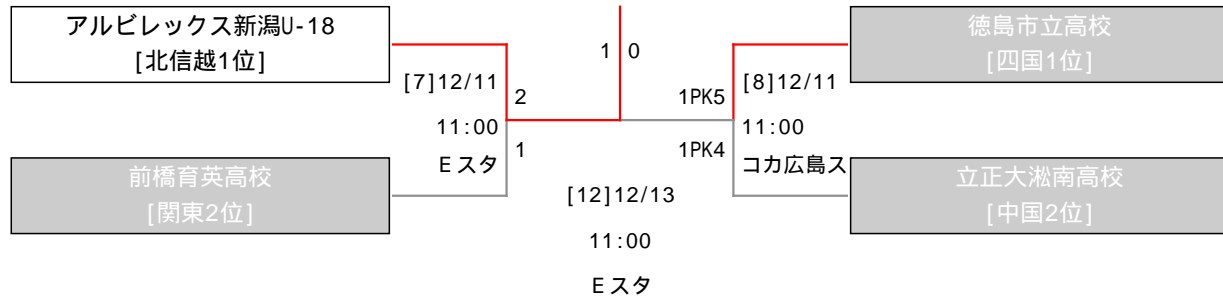 アルビレックス新潟U-18
[北信越1位]
1 0
徳島市立高校
[四国1位]
[7]12/11
2
1PK5
[8]12/11
11:00
11:00
1
1PK4
Eスタ
コカ広島ス
前橋育英高校
[関東2位]
[12]12/13
立正大淞南高校
[中国2位]
11:00
Eスタ